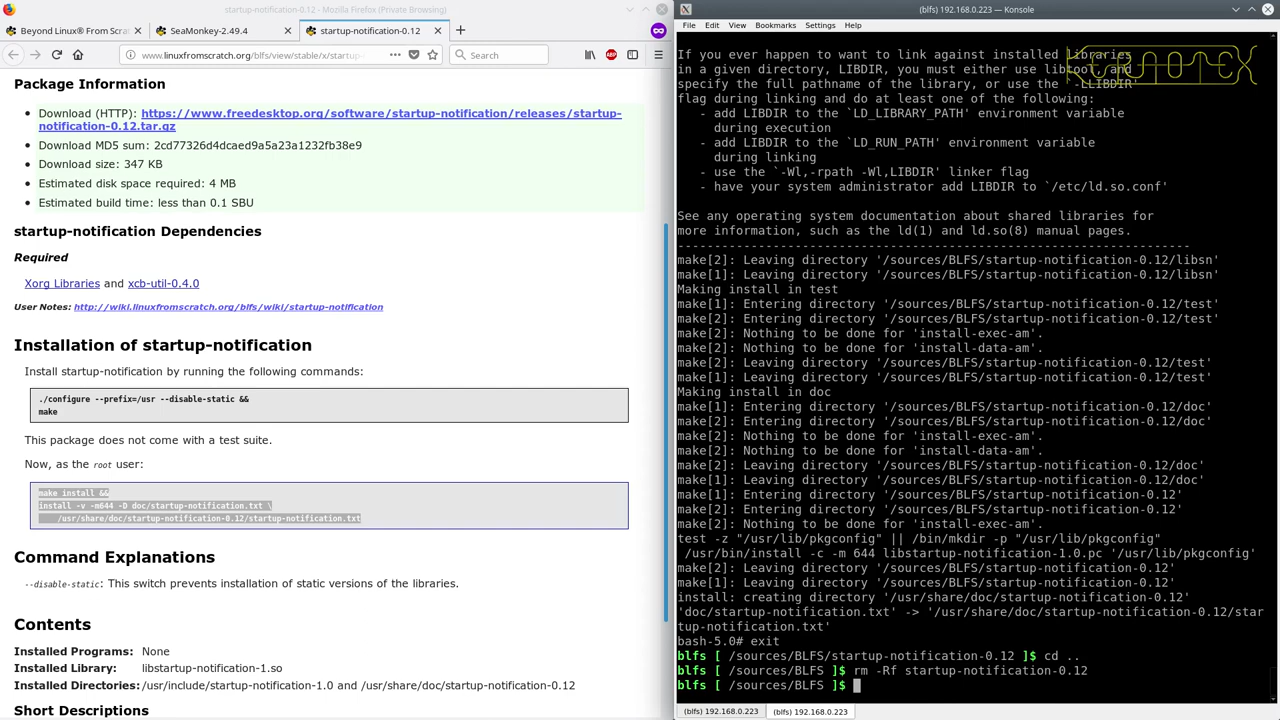 startup-notification-0.12 - Mozilla Firefox (Private Browsing)
Beyond Linux® From Scra
SeaMonkey-2.49.4
startup-notification-0.12
www.linuxfromscratch.org/blfs/view/stable/x/startup-
Search
Package Information
Download (HTTP): https://www.freedesktop.org/software/startup-notification/releases/startup-
notification-0.12.tar.gz
Download MD5 sum: 2cd77326d4dcaed9a5a23a1232fb38e9
Download size: 347 KB
Estimated disk space required: 4 MB
Estimated build time: less than 0.1 SBU
startup-notification Dependencies
Required
Xorg Libraries and xcb-util-0.4.0
User Notes: http://wiki.linuxfromscratch.org/blfs/wiki/startup-notification
Installation of startup-notification
Install startup-notification by running the following commands:
./configure --prefix=/usr --disable-static &&
make
This package does not come with a test suite.
Now, as the root user:
make install &&
install -v -m644 -D doc/startup-notification.txt \
/usr/share/doc/startup-notification-0.12/startup-notification.txt
Command Explanations
--disable-static: This switch prevents installation of static versions of the libraries.
Contents
Installed Programs: None
Installed Library: libstartup-notification-1.so
Installed Directories: /usr/include/startup-notification-1.0 and /usr/share/doc/startup-notification-0.12
Short Descriptions
(blfs) 192.168.0.223 — Konsole
File Edit View Bookmarks Settings Help
KEZNOTEX
If you ever happen to want to link against installed libraries
in a given directory, LIBDIR, you must either use libtool, and
specify the full pathname of the library, or use the `-LLIBDIR'
flag during linking and do at least one of the following:
- add LIBDIR to the `LD_LIBRARY_PATH' environment variable
during execution
- add LIBDIR to the `LD_RUN_PATH' environment variable
during linking
- use the `-Wl,-rpath -Wl,LIBDIR' linker flag
- have your system administrator add LIBDIR to `/etc/ld.so.conf'
See any operating system documentation about shared libraries for
more information, such as the ld(1) and ld.so(8) manual pages.
----------------------------------------------------------------------
make[2]: Leaving directory '/sources/BLFS/startup-notification-0.12/libsn'
make[1]: Leaving directory '/sources/BLFS/startup-notification-0.12/libsn'
Making install in test
make[1]: Entering directory '/sources/BLFS/startup-notification-0.12/test'
make[2]: Entering directory '/sources/BLFS/startup-notification-0.12/test'
make[2]: Nothing to be done for 'install-exec-am'.
make[2]: Nothing to be done for 'install-data-am'.
make[2]: Leaving directory '/sources/BLFS/startup-notification-0.12/test'
make[1]: Leaving directory '/sources/BLFS/startup-notification-0.12/test'
Making install in doc
make[1]: Entering directory '/sources/BLFS/startup-notification-0.12/doc'
make[2]: Entering directory '/sources/BLFS/startup-notification-0.12/doc'
make[2]: Nothing to be done for 'install-exec-am'.
make[2]: Nothing to be done for 'install-data-am'.
make[2]: Leaving directory '/sources/BLFS/startup-notification-0.12/doc'
make[1]: Leaving directory '/sources/BLFS/startup-notification-0.12/doc'
make[1]: Entering directory '/sources/BLFS/startup-notification-0.12'
make[2]: Entering directory '/sources/BLFS/startup-notification-0.12'
make[2]: Nothing to be done for 'install-exec-am'.
test -z "/usr/lib/pkgconfig" || /bin/mkdir -p "/usr/lib/pkgconfig"
/usr/bin/install -c -m 644 libstartup-notification-1.0.pc '/usr/lib/pkgconfig'
make[2]: Leaving directory '/sources/BLFS/startup-notification-0.12'
make[1]: Leaving directory '/sources/BLFS/startup-notification-0.12'
install: creating directory '/usr/share/doc/startup-notification-0.12'
'doc/startup-notification.txt' -> '/usr/share/doc/startup-notification-0.12/star
tup-notification.txt'
bash-5.0# exit
blfs [ /sources/BLFS/startup-notification-0.12 ]$ cd ..
blfs [ /sources/BLFS ]$ rm -Rf startup-notification-0.12
blfs [ /sources/BLFS ]$
(blfs) 192.168.0.223
(blfs) 192.168.0.223